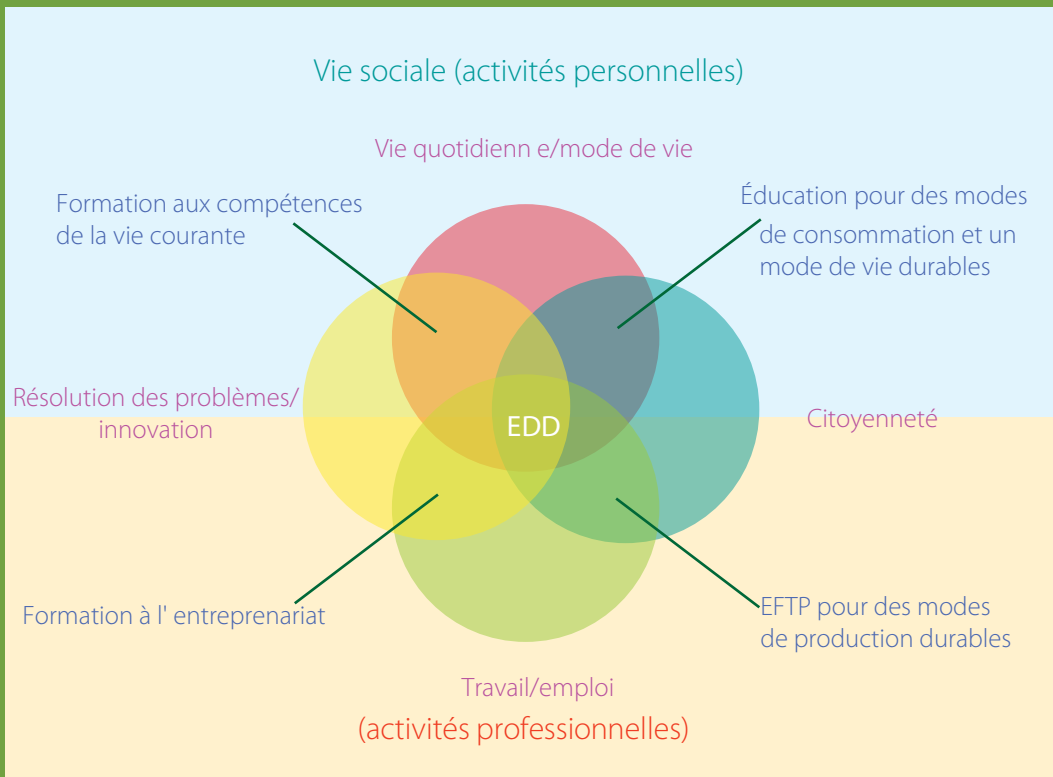 Vie sociale (activités personnelles)
Vie quotidienn e/mode de vie
Formation aux compétences
de la vie courante
Éducation pour des modes
de consommation et un
mode de vie durables
Résolution des problèmes/
innovation
EDD
Citoyenneté
Formation à l' entreprenariat
EFTP pour des modes
de production durables
Travail/emploi
(activités professionnelles)